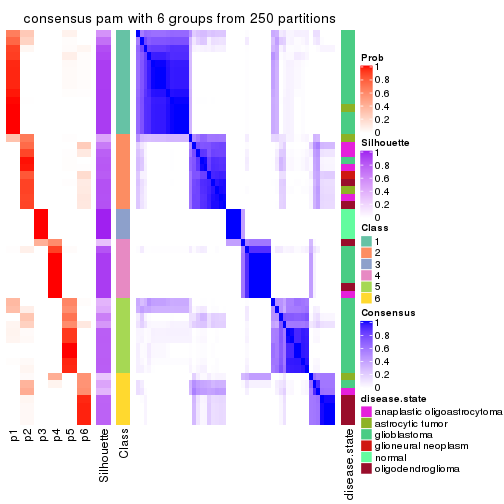 consensus pam with 6 groups from 250 partitions
Prob
1
0.8
0.6
0.4
0.2
0
Silhouette
1
0.8
0.6
0.4
0.2
0
Class
1
2
3
4
5
6
Consensus
1
0.8
0.6
0.4
0.2
0
disease.state
anaplastic oligoastrocytoma
astrocytic tumor
glioblastoma
glioneural neoplasm
normal
oligodendroglioma
p1
p2
p3
p4
p5
p6
Silhouette
Class
disease.state